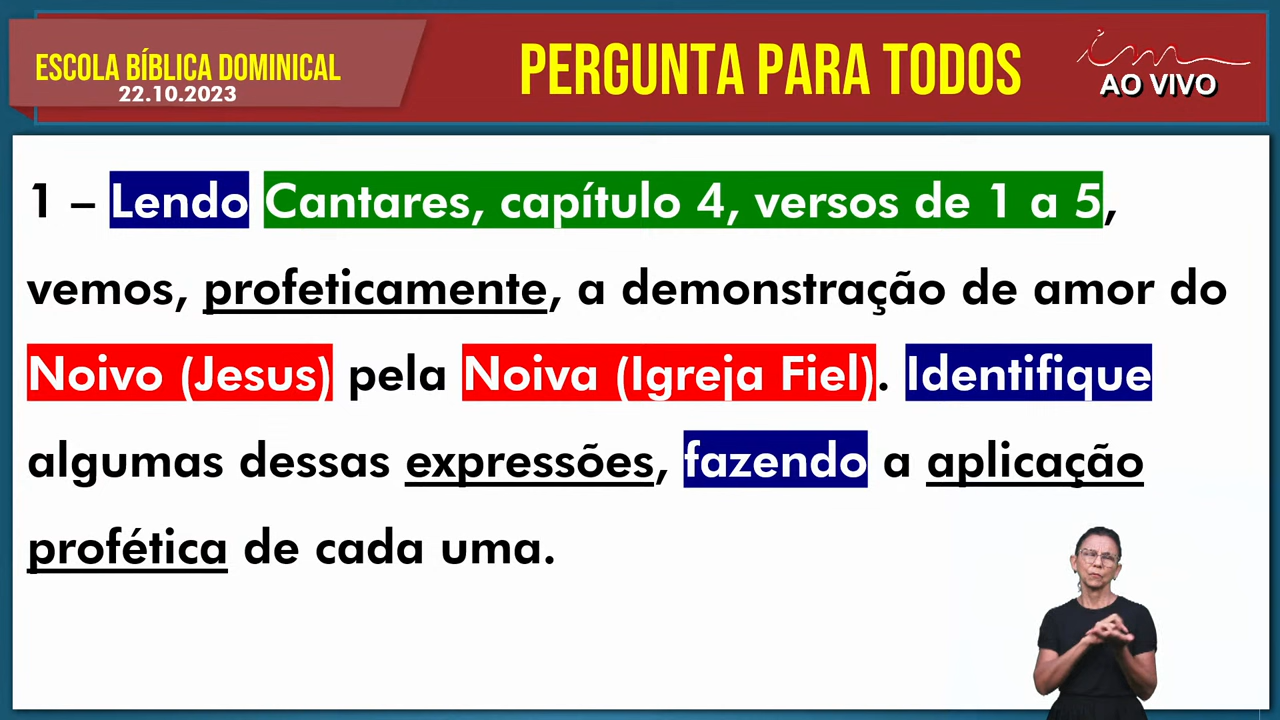 ESCOLA BÍBLICA DOMINICAL
22.10.2023
PERGUNTA PARA TODOS
im
AO VIVO
1 – Lendo Cantares, capítulo 4, versos de 1 a 5,
vemos, profeticamente, a demonstração de amor do
Noivo (Jesus) pela Noiva (Igreja Fiel). Identifique
algumas dessas expressões, fazendo a aplicação
profética de cada uma.